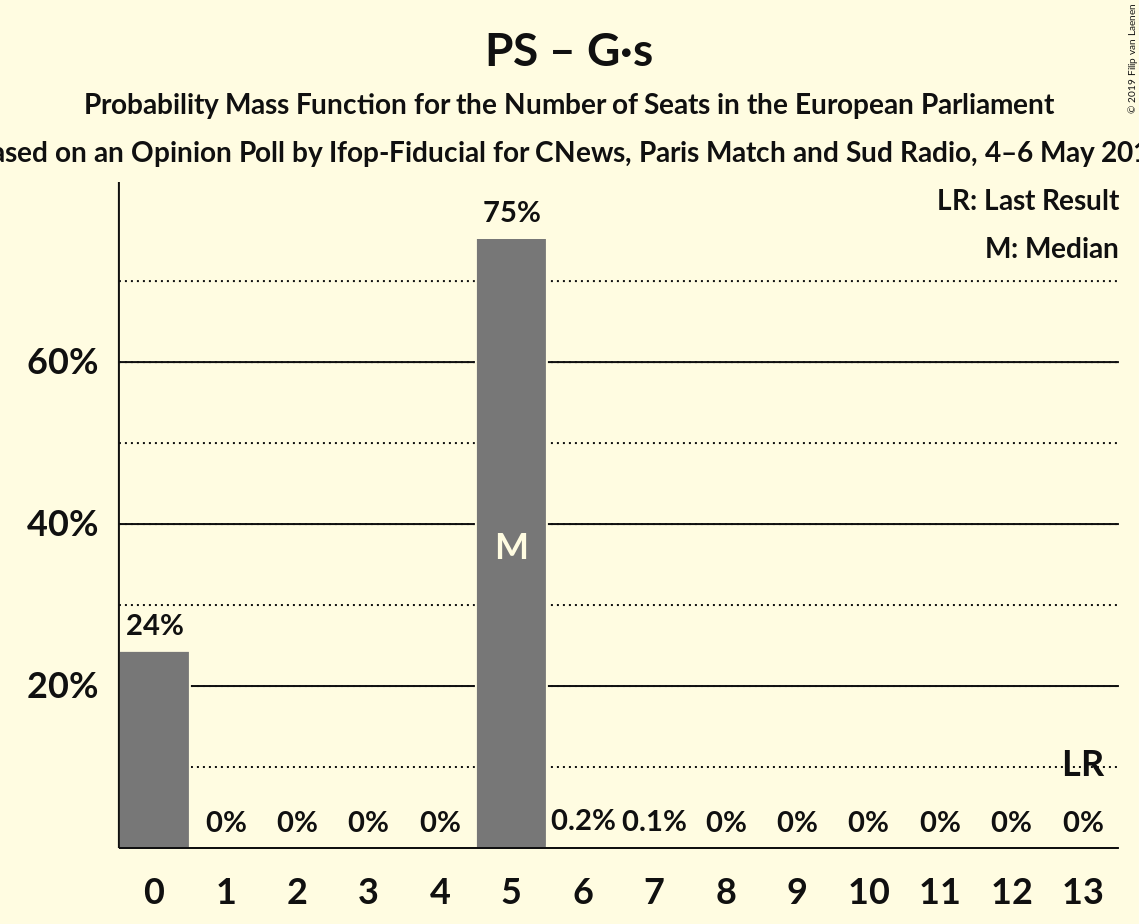 PS – G·s
Probability Mass Function for the Number of Seats in the European Parliament
ased on an Opinion Poll by Ifop-Fiducial for CNews, Paris Match and Sud Radio, 4–6 May 201
© 2019 Filip van Laenen
LR: Last Result
M: Median
75%
60%
40%
M
24%
20%
LR
0% 0% 0% 0% 0.2% 0.1% 0% 0% 0% 0% 0% 0%
0 1 2 3 4 5 6 7 8 9 10 11 12 13